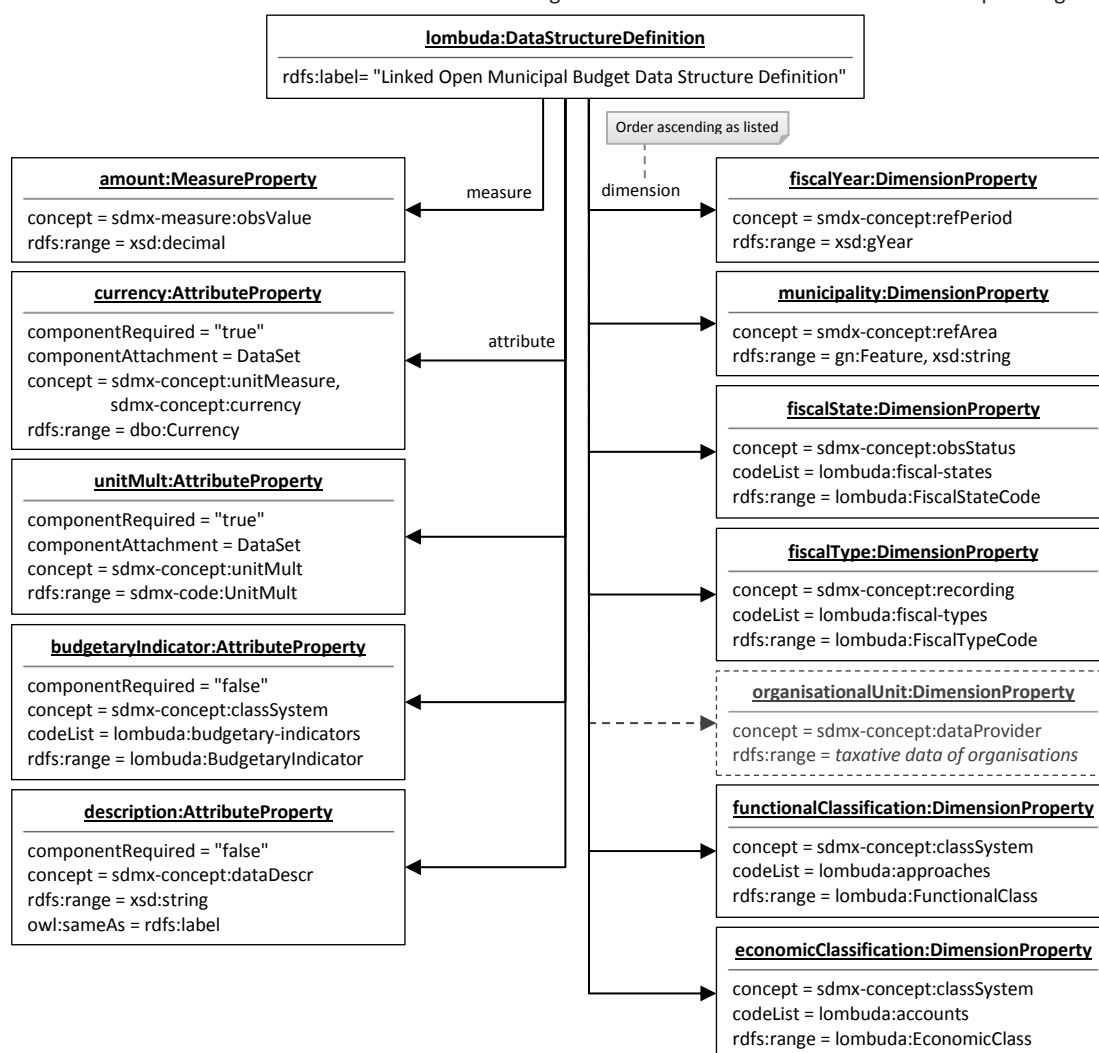 lombuda:DataStructureDefinition
rdfs:label= "Linked Open Municipal Budget Data Structure Definition"
Order ascending as listed
measure
dimension
attribute
amount:MeasureProperty
concept = sdmx-measure:obsValue
rdfs:range = xsd:decimal
currency:AttributeProperty
componentRequired = "true"
componentAttachment = DataSet
concept = sdmx-concept:unitMeasure,
sdmx-concept:currency
rdfs:range = dbo:Currency
unitMult:AttributeProperty
componentRequired = "true"
componentAttachment = DataSet
concept = sdmx-concept:unitMult
rdfs:range = sdmx-code:UnitMult
budgetaryIndicator:AttributeProperty
componentRequired = "false"
concept = sdmx-concept:classSystem
codeList = lombuda:budgetary-indicators
rdfs:range = lombuda:BudgetaryIndicator
description:AttributeProperty
componentRequired = "false"
concept = sdmx-concept:dataDescr
rdfs:range = xsd:string
owl:sameAs = rdfs:label
fiscalYear:DimensionProperty
concept = smdx-concept:refPeriod
rdfs:range = xsd:gYear
municipality:DimensionProperty
concept = smdx-concept:refArea
rdfs:range = gn:Feature, xsd:string
fiscalState:DimensionProperty
concept = sdmx-concept:obsStatus
codeList = lombuda:fiscal-states
rdfs:range = lombuda:FiscalStateCode
fiscalType:DimensionProperty
concept = sdmx-concept:recording
codeList = lombuda:fiscal-types
rdfs:range = lombuda:FiscalTypeCode
organisationalUnit:DimensionProperty
concept = sdmx-concept:dataProvider
rdfs:range = taxative data of organisations
functionalClassification:DimensionProperty
concept = sdmx-concept:classSystem
codeList = lombuda:approaches
rdfs:range = lombuda:FunctionalClass
economicClassification:DimensionProperty
concept = sdmx-concept:classSystem
codeList = lombuda:accounts
rdfs:range = lombuda:EconomicClass